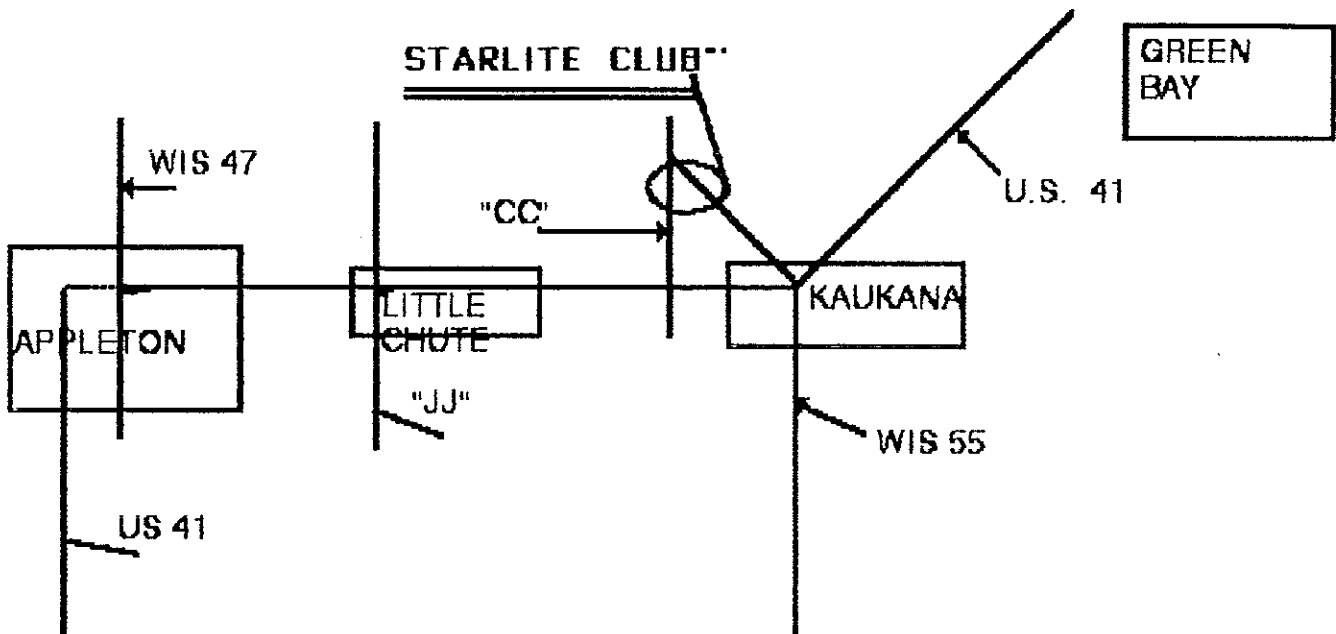 STARLITE CLUB
GREEN
BAY
WIS 47
"CC"
U.S. 41
APPLETON
LITTLE
CHUTE
KAUKANA
"JJ"
WIS 55
US 41